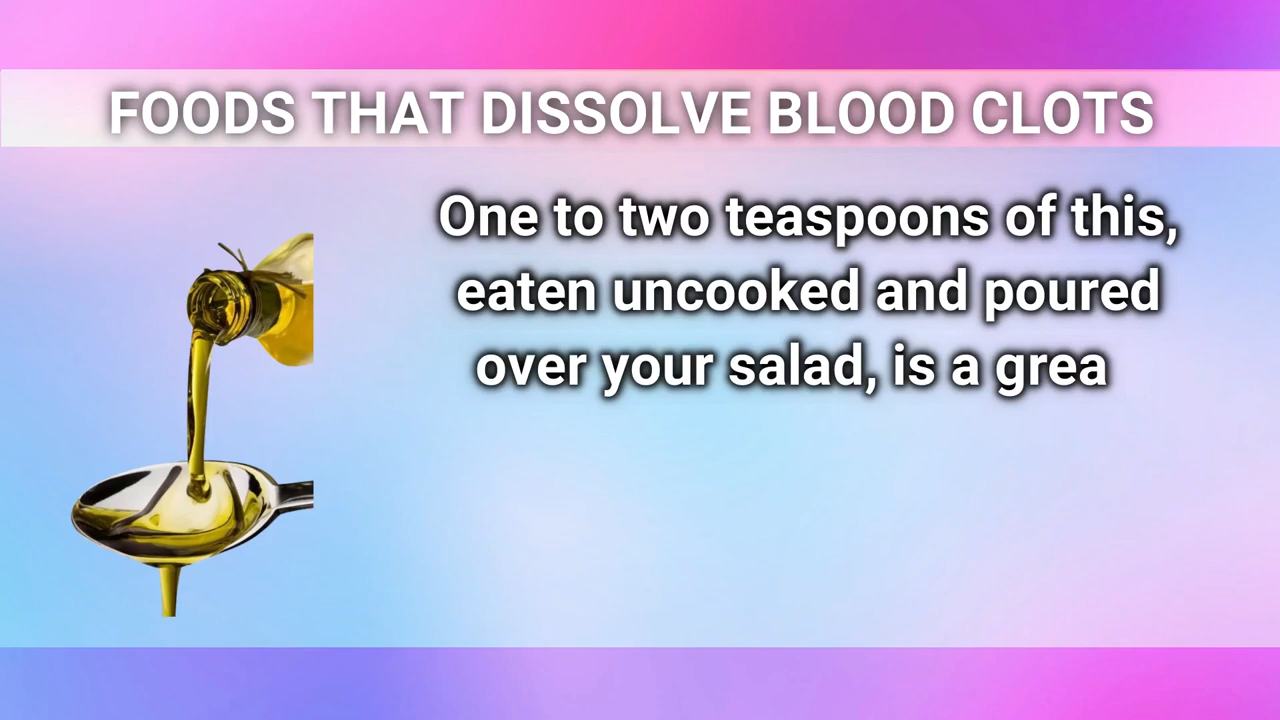 FOODS THAT DISSOLVE BLOOD CLOTS
One to two teaspoons of this,
eaten uncooked and poured
over your salad, is a grea